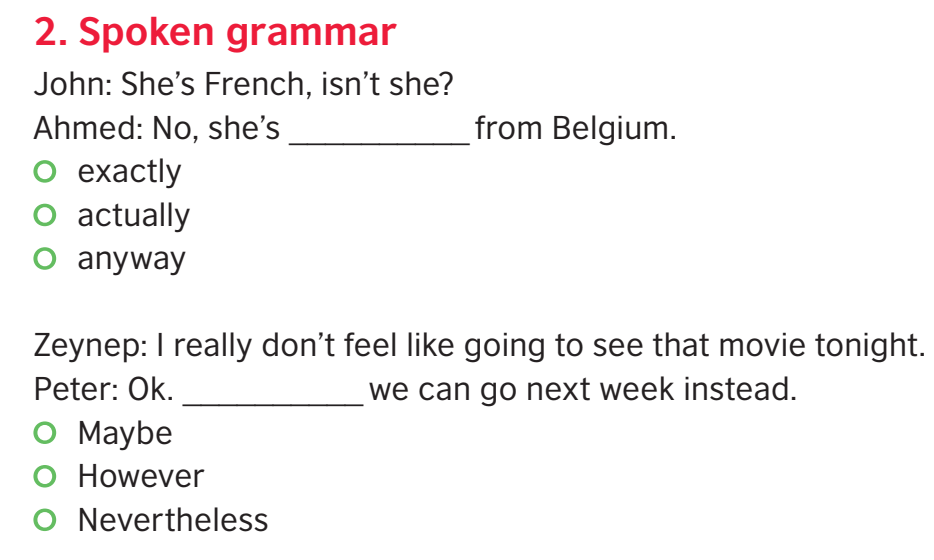 2. Spoken grammar
John: She’s French, isn’t she?
Ahmed: No, she’s __________ from Belgium.
exactly
actually
anyway
Zeynep: I really don’t feel like going to see that movie tonight.
Peter: Ok. __________ we can go next week instead.
Maybe
However
Nevertheless